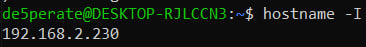 de5perate@DESKTOP-RJLCCN3:~$ hostname -I
192.168.2.230